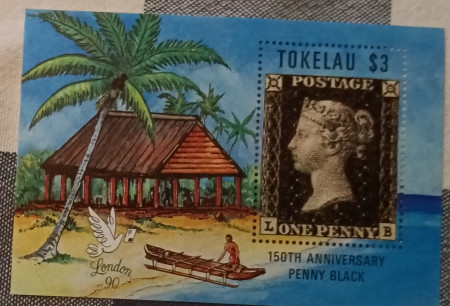 TOKELAU $3
POSTAGE
ONE PENNY
L B
150TH ANNIVERSARY
PENNY BLACK
London
90